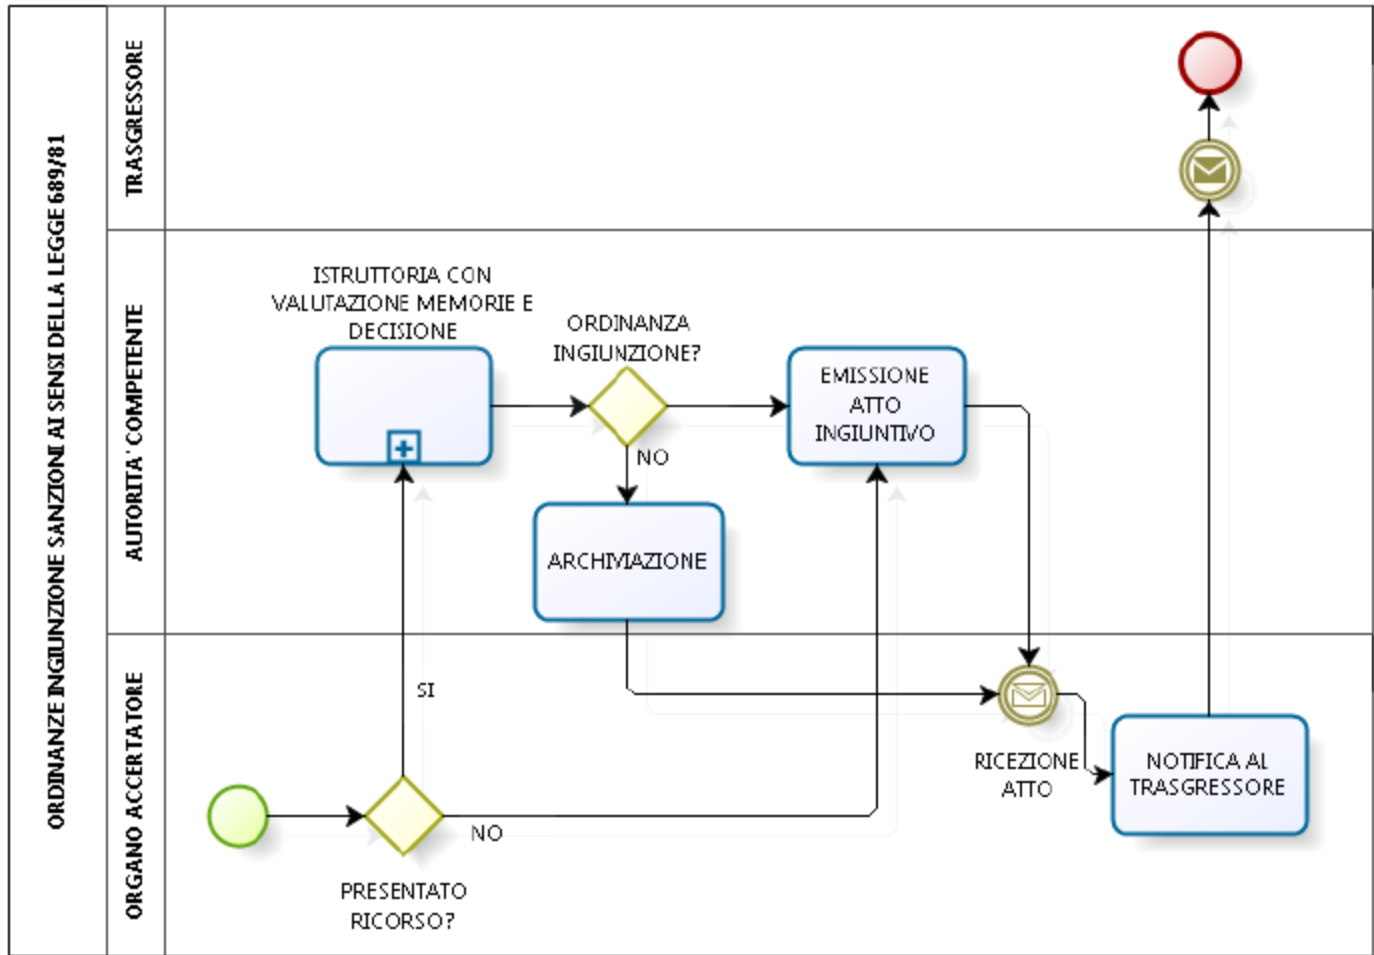 ORDINANZE INGIUNZIONE SANZIONI AI SENSI DELLA LEGGE 689/81
TRASGRESSORE
AUTORITA' COMPETENTE
ISTRUTTORIA CON
VALUTAZIONE MEMORIE E
DECISIONE
ORDINANZA
INGIUNZIONE?
EMISSIONE
ATTO
INGIUNTIVO
NO
ARCHIVIAZIONE
ORGANO ACCERTATORE
SI
NO
PRESENTATO
RICORSO?
RICEZIONE
ATTO
NOTIFICA AL
TRASGRESSORE